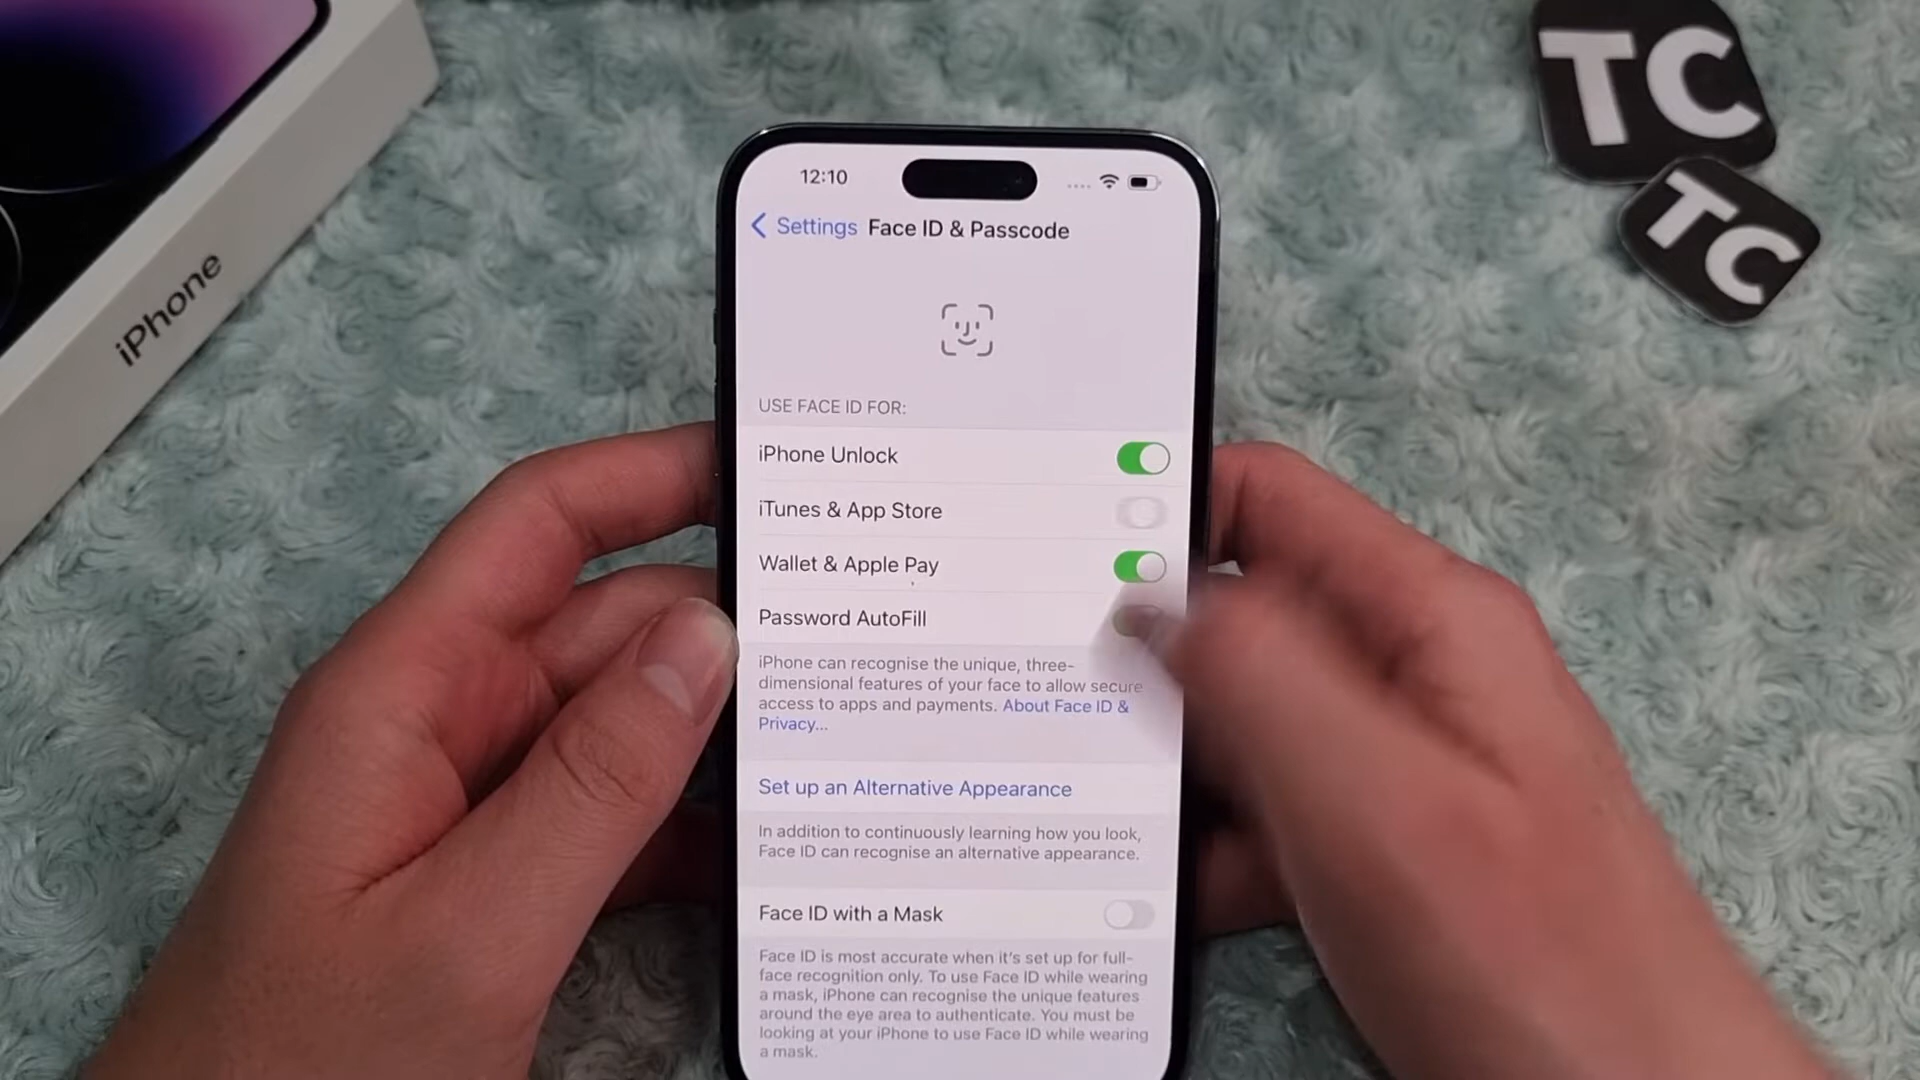 iPhone
TC
TC
12:10
Settings Face ID & Passcode
USE FACE ID FOR:
iPhone Unlock
iTunes & App Store
Wallet & Apple Pay
Password AutoFill
iPhone can recognise the unique, three-
dimensional features of your face to allow secure
access to apps and payments. About Face ID &
Privacy...
Set up an Alternative Appearance
In addition to continuously learning how you look,
Face ID can recognise an alternative appearance.
Face ID with a Mask
Face ID is most accurate when it's set up for full-
face recognition only. To use Face ID while wearing
a mask, iPhone can recognise the unique features
around the eye area to authenticate. You must be
looking at your iPhone to use Face ID while wearing
a mask.